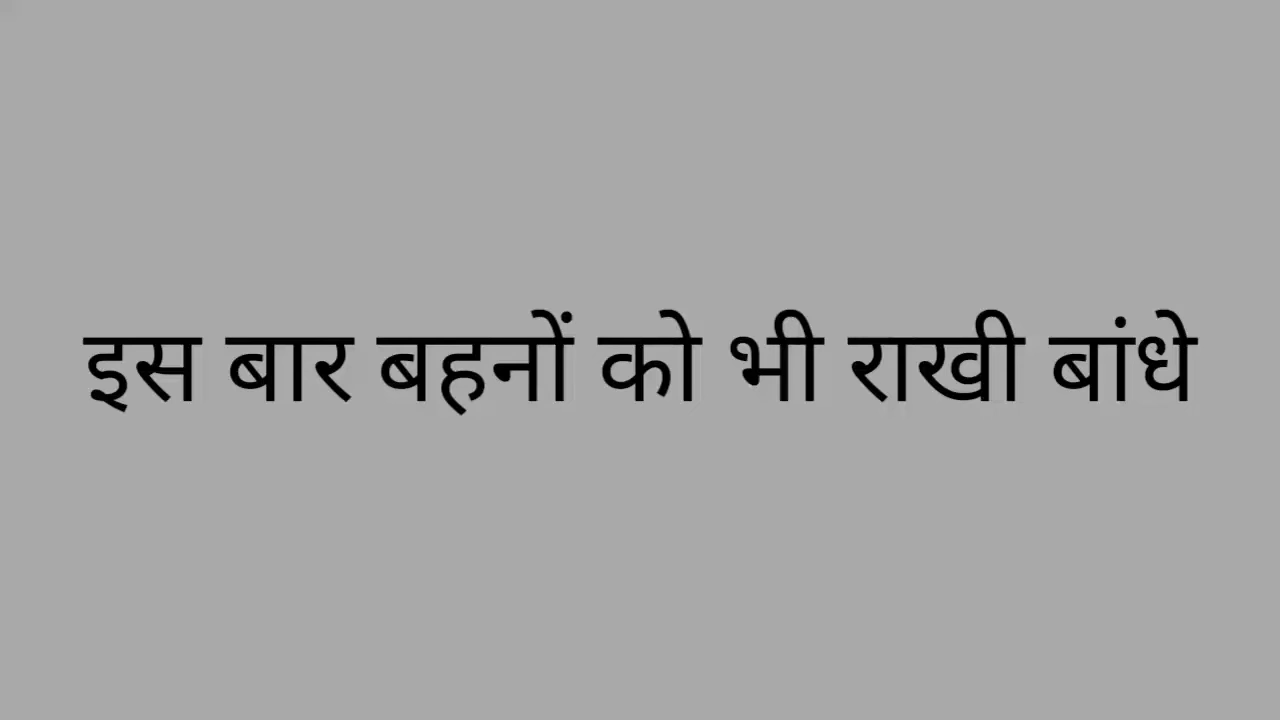 इस बार बहनों को भी राखी बांधे